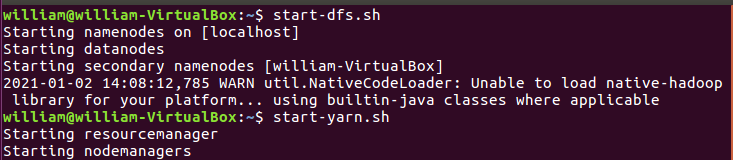 william@william-VirtualBox:~$ start-dfs.sh
Starting namenodes on [localhost]
Starting datanodes
Starting secondary namenodes [william-VirtualBox]
2021-01-02 14:08:12,785 WARN util.NativeCodeLoader: Unable to load native-hadoop
 library for your platform... using builtin-java classes where applicable
william@william-VirtualBox:~$ start-yarn.sh
Starting resourcemanager
Starting nodemanagers